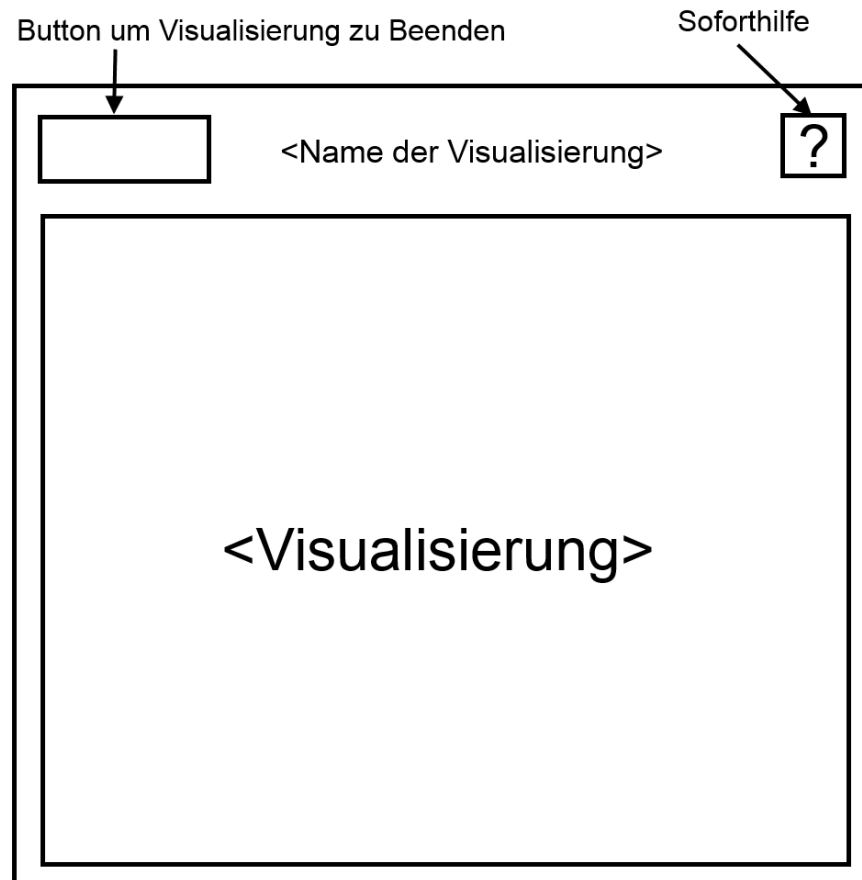 Button um Visualisierung zu Beenden
Soforthilfe
<Name der Visualisierung>
?
<Visualisierung>